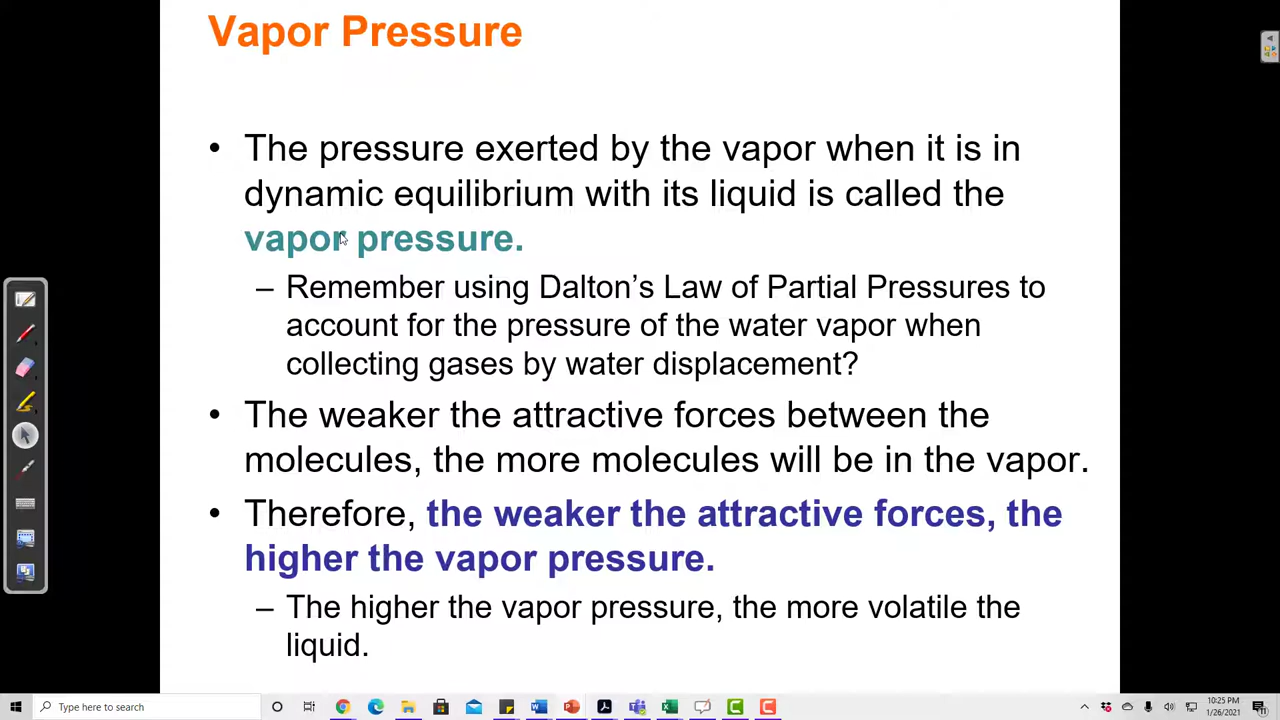 Vapor Pressure
• The pressure exerted by the vapor when it is in
dynamic equilibrium with its liquid is called the
vapor pressure.
– Remember using Dalton’s Law of Partial Pressures to
account for the pressure of the water vapor when
collecting gases by water displacement?
• The weaker the attractive forces between the
molecules, the more molecules will be in the vapor.
• Therefore, the weaker the attractive forces, the
higher the vapor pressure.
– The higher the vapor pressure, the more volatile the
liquid.
Type here to search
10:25 PM
1/26/2021